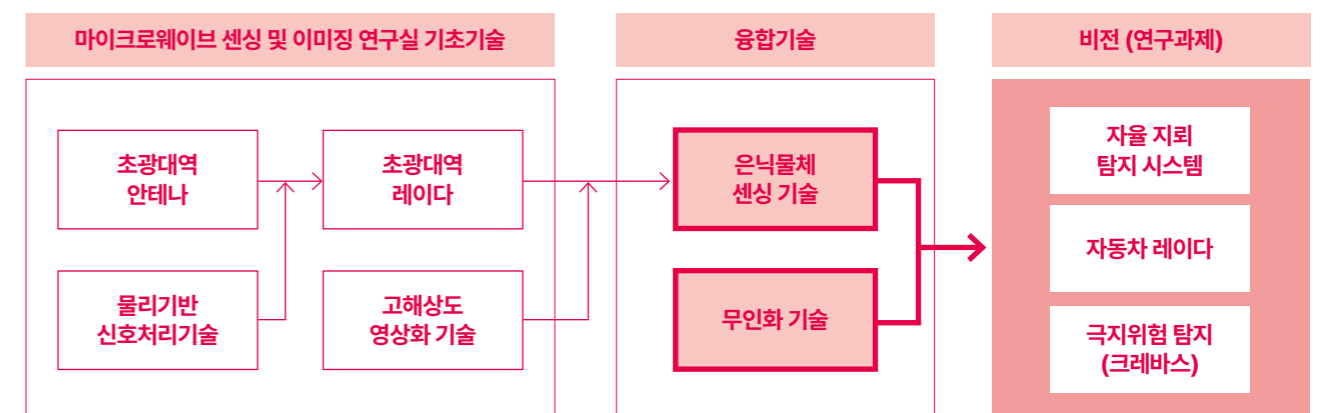 마이크로웨이브 센싱 및 이미징 연구실 기초기술
융합기술
비전 (연구과제)
초광대역
안테나
초광대역
레이다
물리기반
신호처리기술
고해상도
영상화 기술
은닉물체
센싱 기술
무인화 기술
자율 지뢰
탐지 시스템
자동차 레이다
극지위험 탐지
(크레바스)